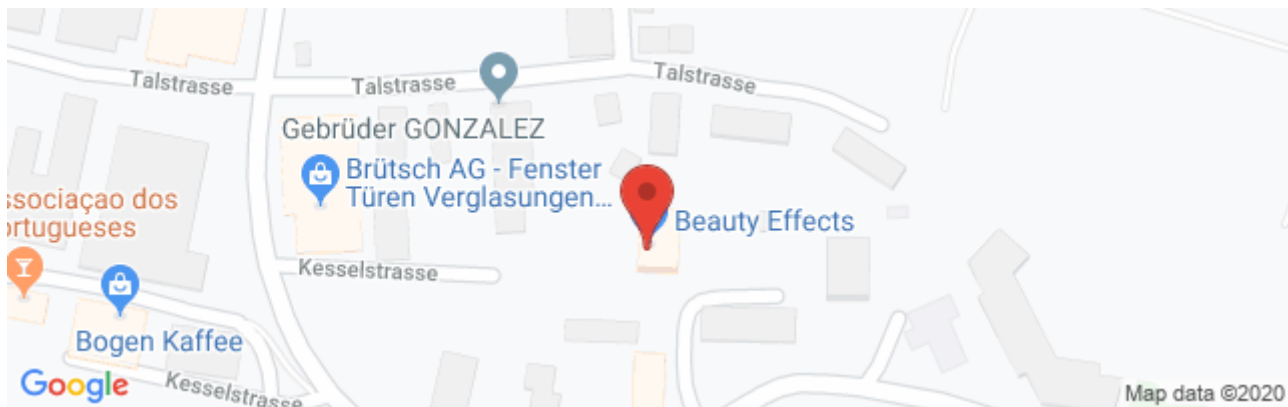 Talstrasse
Talstrasse
Talstrasse
Gebrüder GONZALEZ
Brütsch AG - Fenster
Türen Verglasungen...
ssociaçao dos
ortugueses
Beauty Effects
Kesselstrasse
Bogen Kaffee
Kesselstrasse
Google
Map data ©2020